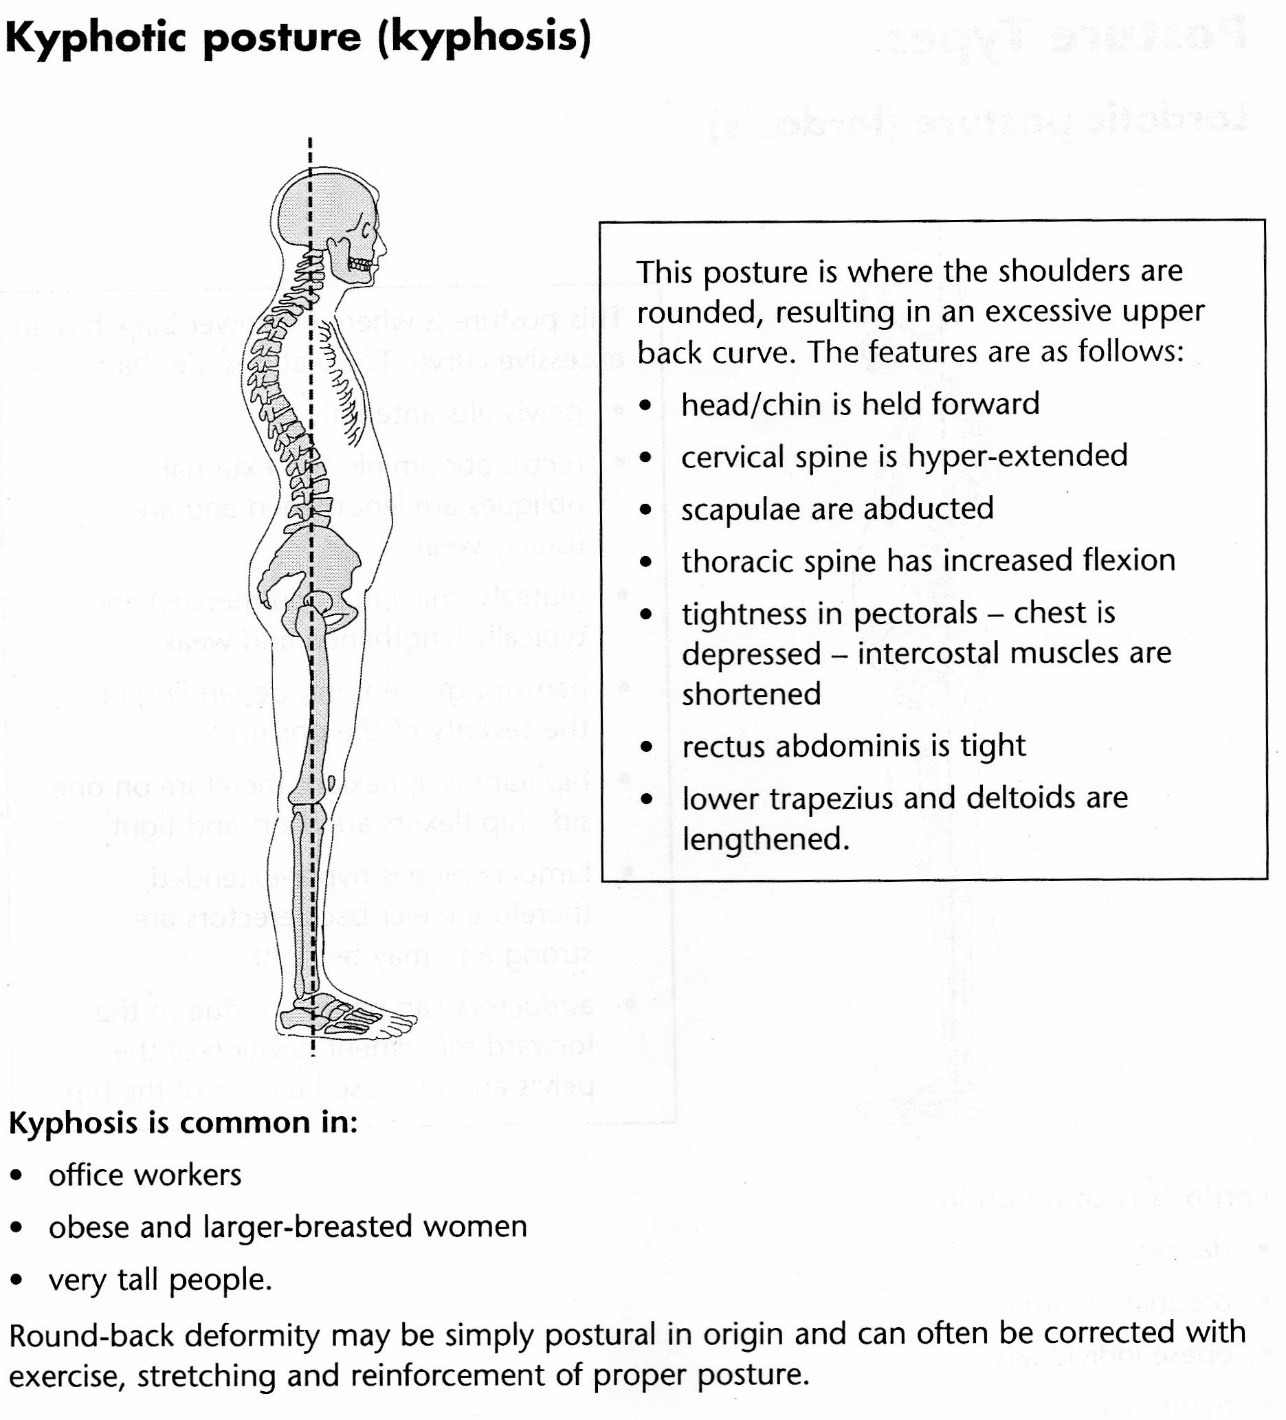 Kyphotic posture (kyphosis)
This posture is where the shoulders are
rounded, resulting in an excessive upper
back curve. The features are as follows:
• head/chin is held forward
• cervical spine is hyper-extended
• scapulae are abducted
• thoracic spine has increased flexion
• tightness in pectorals – chest is
depressed – intercostal muscles are
shortened
• rectus abdominis is tight
• lower trapezius and deltoids are
lengthened.
Kyphosis is common in:
• office workers
• obese and larger-breasted women
• very tall people.
Round-back deformity may be simply postural in origin and can often be corrected with
exercise, stretching and reinforcement of proper posture.